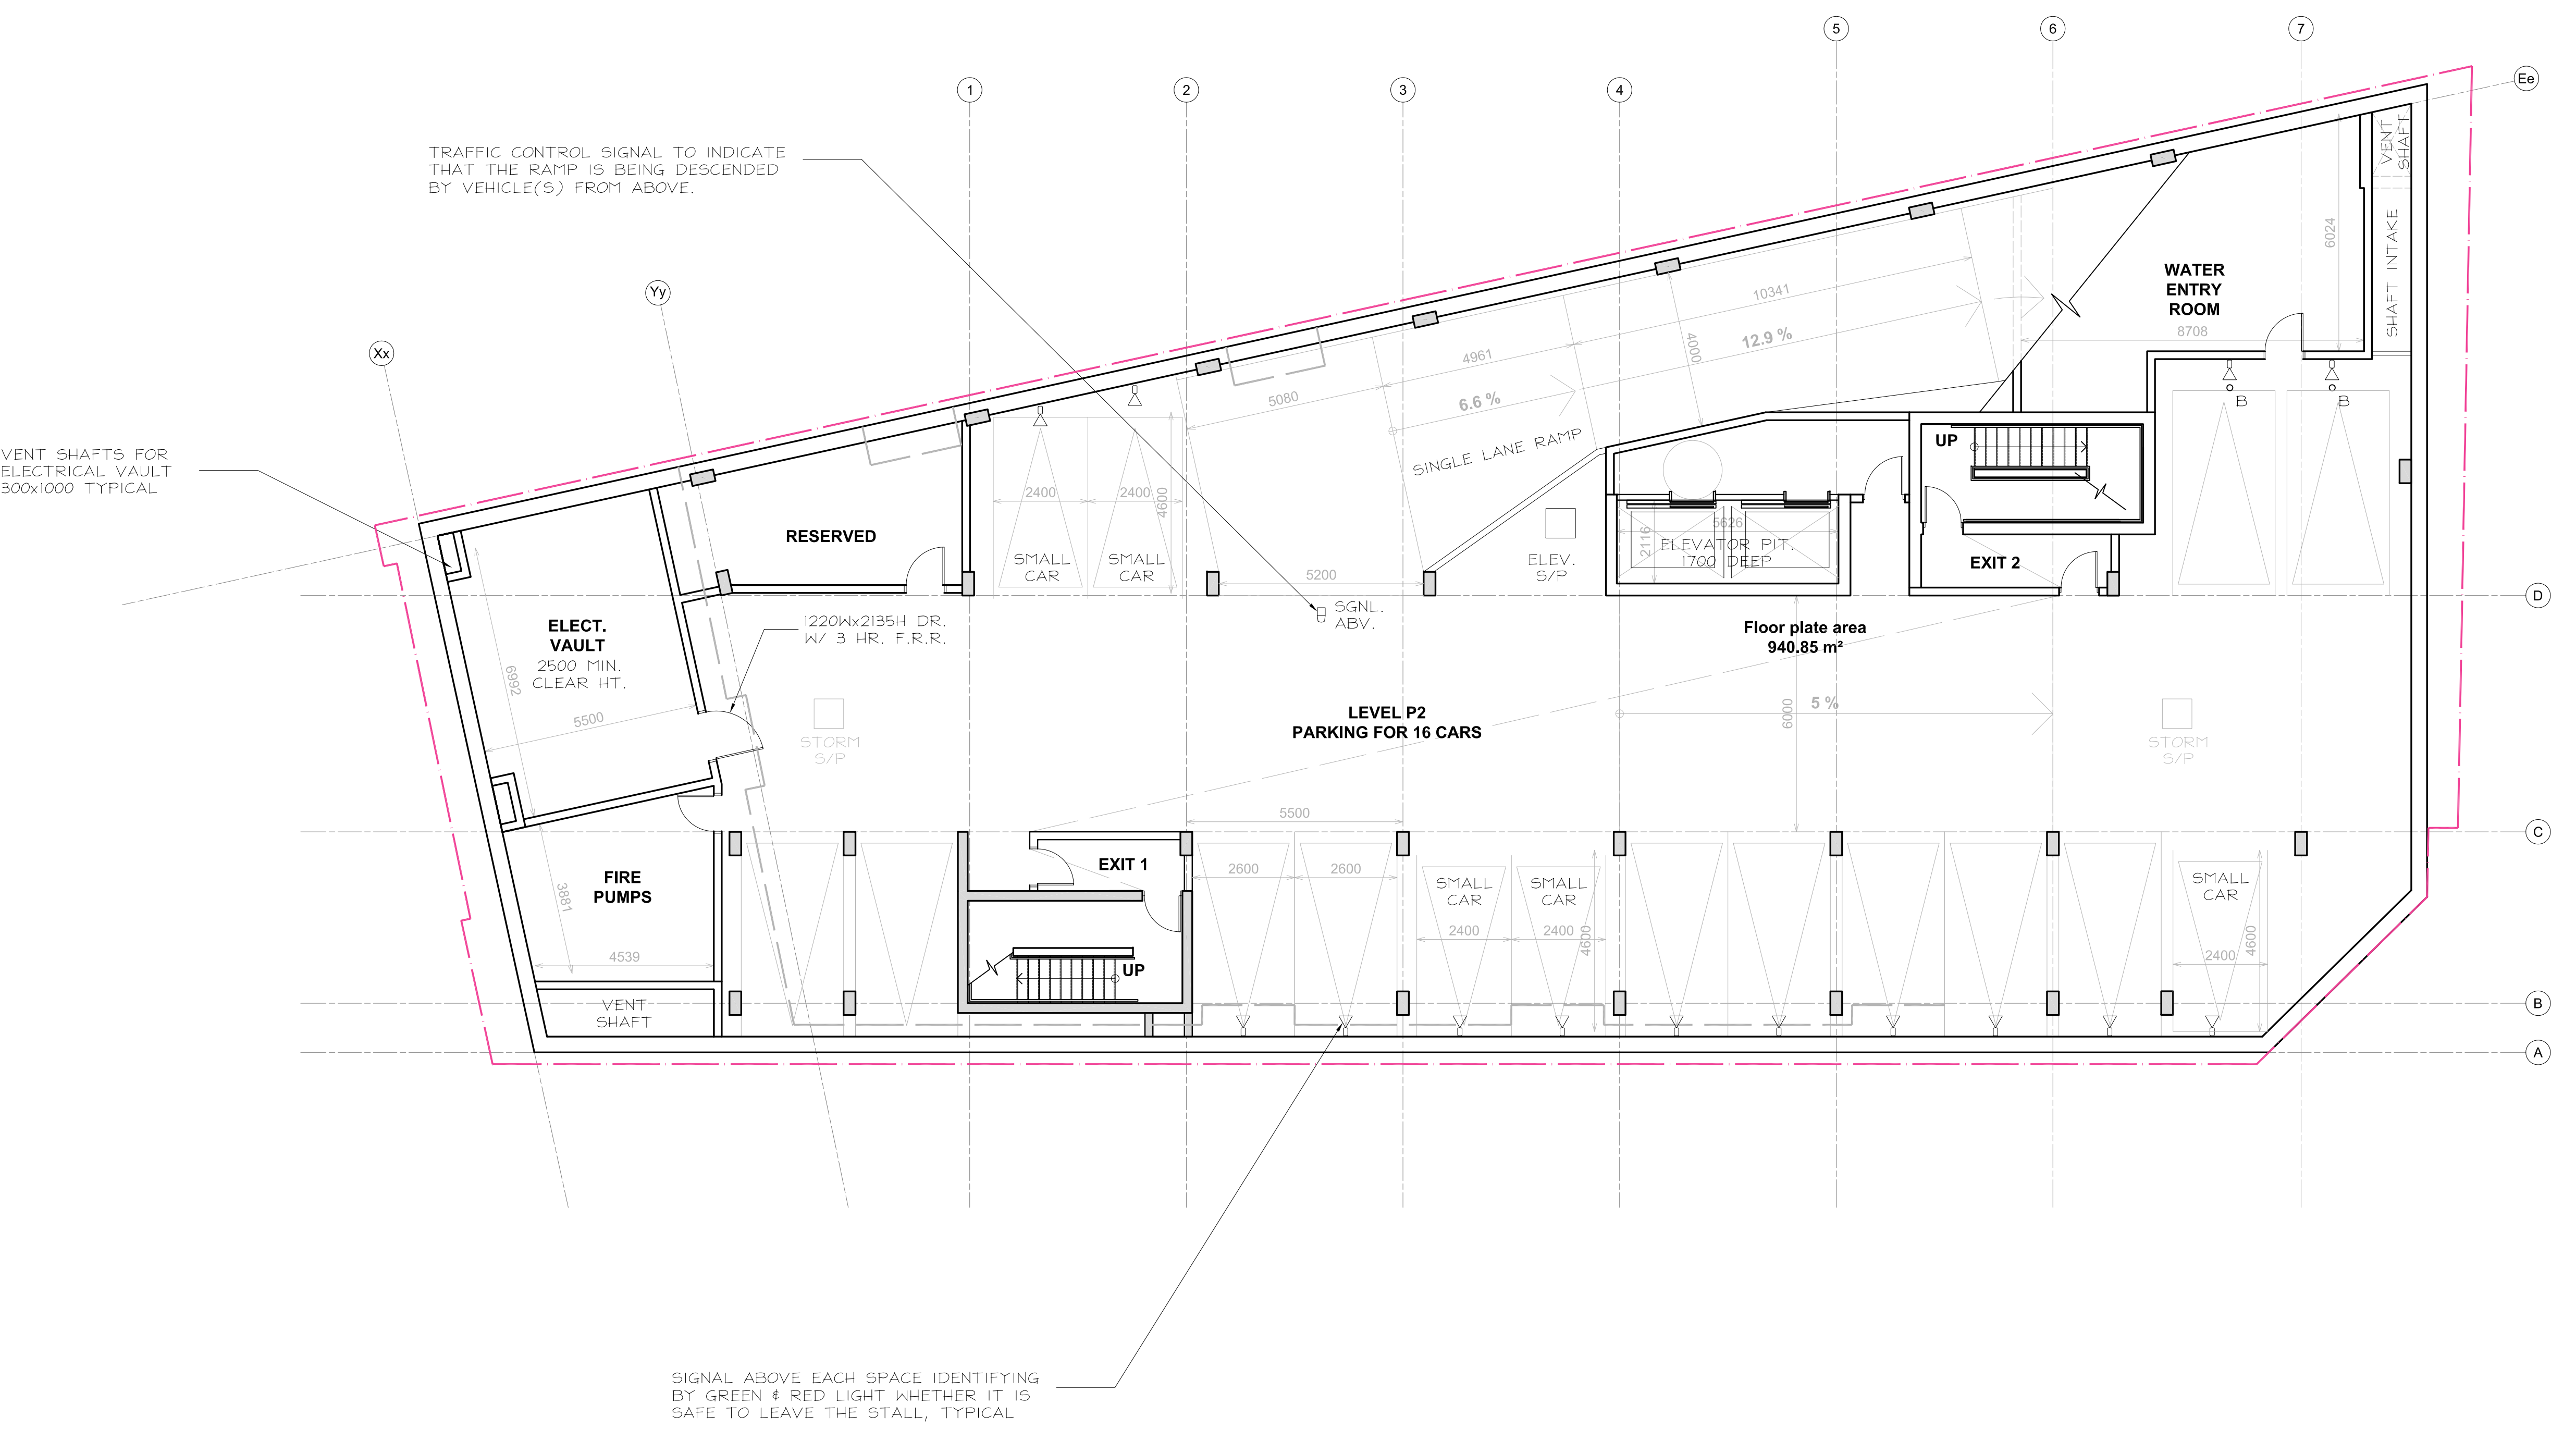 5
6
7
Ee
1
2
3
4
TRAFFIC CONTROL SIGNAL TO INDICATE
THAT THE RAMP IS BEING DESCENDED
BY VEHICLE(S) FROM ABOVE.
VENT
SHAFT
SHAFT INTAKE
6024
WATER
ENTRY
ROOM
8708
Yy
Xx
10341
12.9 %
4000
4961
6.6 %
5080
SINGLE LANE RAMP
B
B
UP
VENT SHAFTS FOR
ELECTRICAL VAULT
300x1000 TYPICAL
2400
2400
4600
SMALL
CAR
SMALL
CAR
RESERVED
5626
2116
ELEVATOR PIT.
1700 DEEP
ELEV.
S/P
EXIT 2
5200
D
SGNL.
ABV.
1220Wx2135H DR.
W/ 3 HR. F.R.R.
ELECT.
VAULT
2500 MIN.
CLEAR HT.
6992
5500
Floor plate area
940.85 m²
LEVEL P2
PARKING FOR 16 CARS
6000
5 %
STORM
S/P
STORM
S/P
5500
C
EXIT 1
FIRE
PUMPS
3881
4539
2600
2600
SMALL
CAR
SMALL
CAR
2400
2400
4600
SMALL
CAR
2400
4600
UP
VENT
SHAFT
B
A
SIGNAL ABOVE EACH SPACE IDENTIFYING
BY GREEN & RED LIGHT WHETHER IT IS
SAFE TO LEAVE THE STALL, TYPICAL